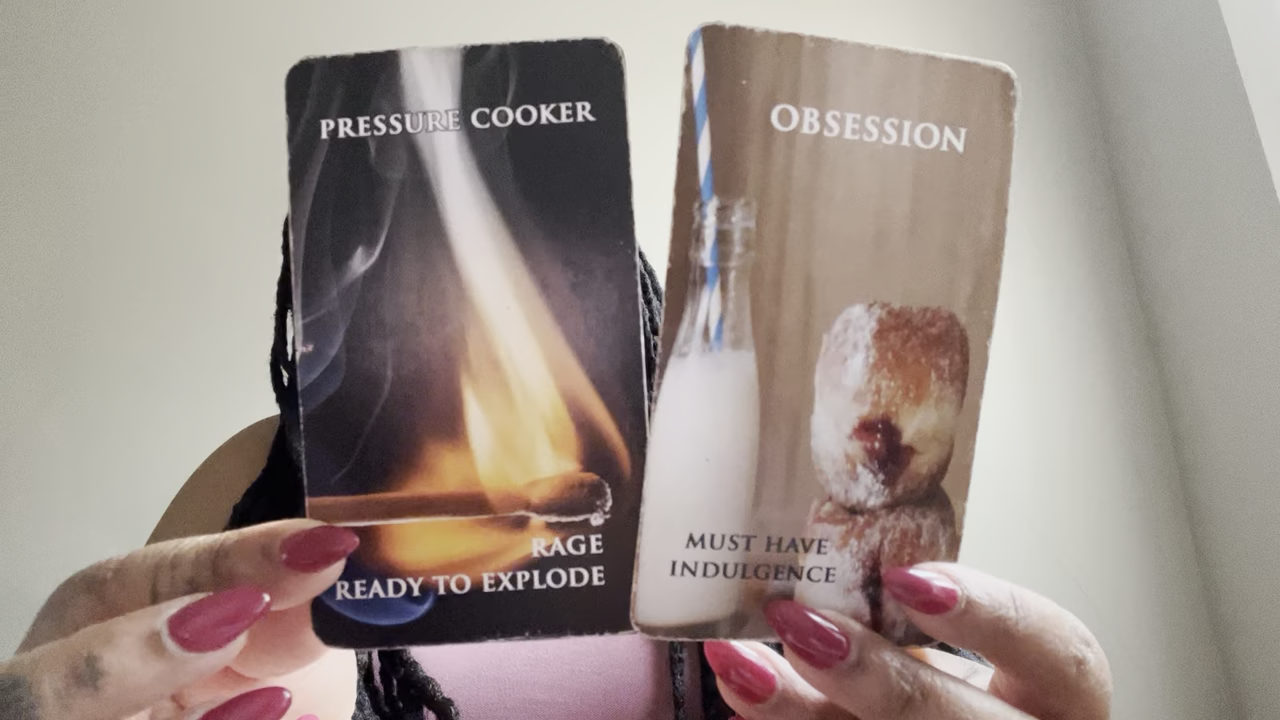 PRESSURE COOKER
RAGE
READY TO EXPLODE
OBSESSION
MUST HAVE
INDULGENCE